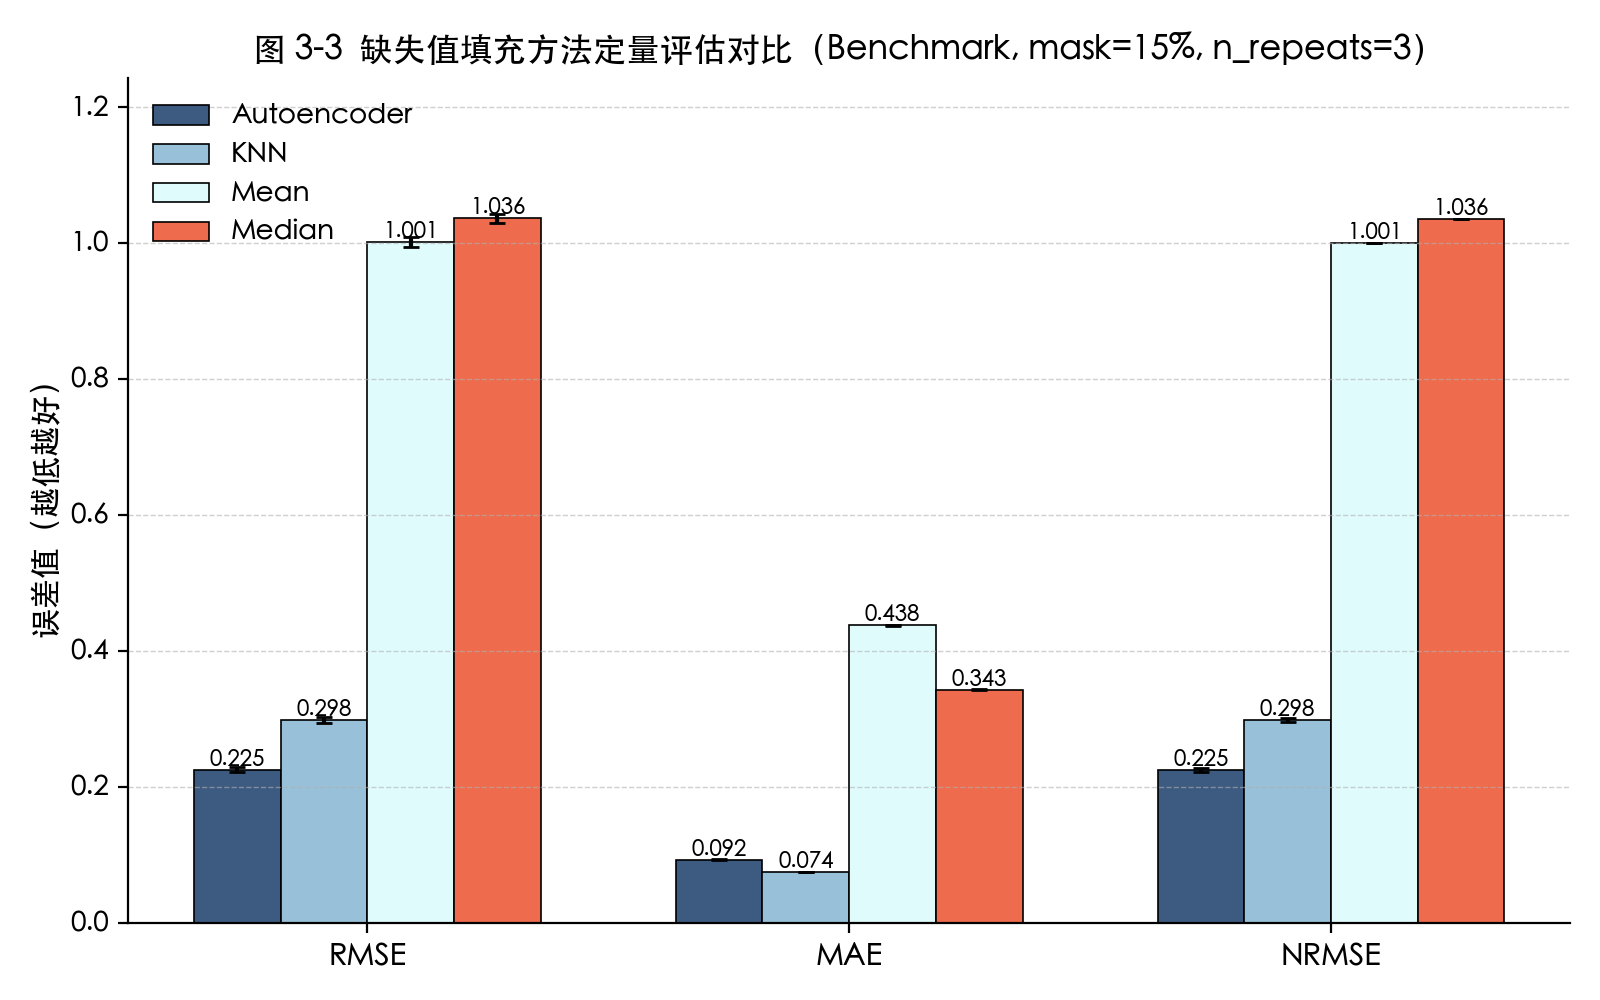 图 3-3 缺失值填充方法定量评估对比（Benchmark, mask=15%, n_repeats=3）
误差值（越低越好）
1.2
1.0
0.8
0.6
0.4
0.2
0.0
Autoencoder
KNN
Mean
Median
0.225
0.298
1.001
1.036
0.092
0.074
0.438
0.343
0.225
0.298
1.001
1.036
RMSE
MAE
NRMSE